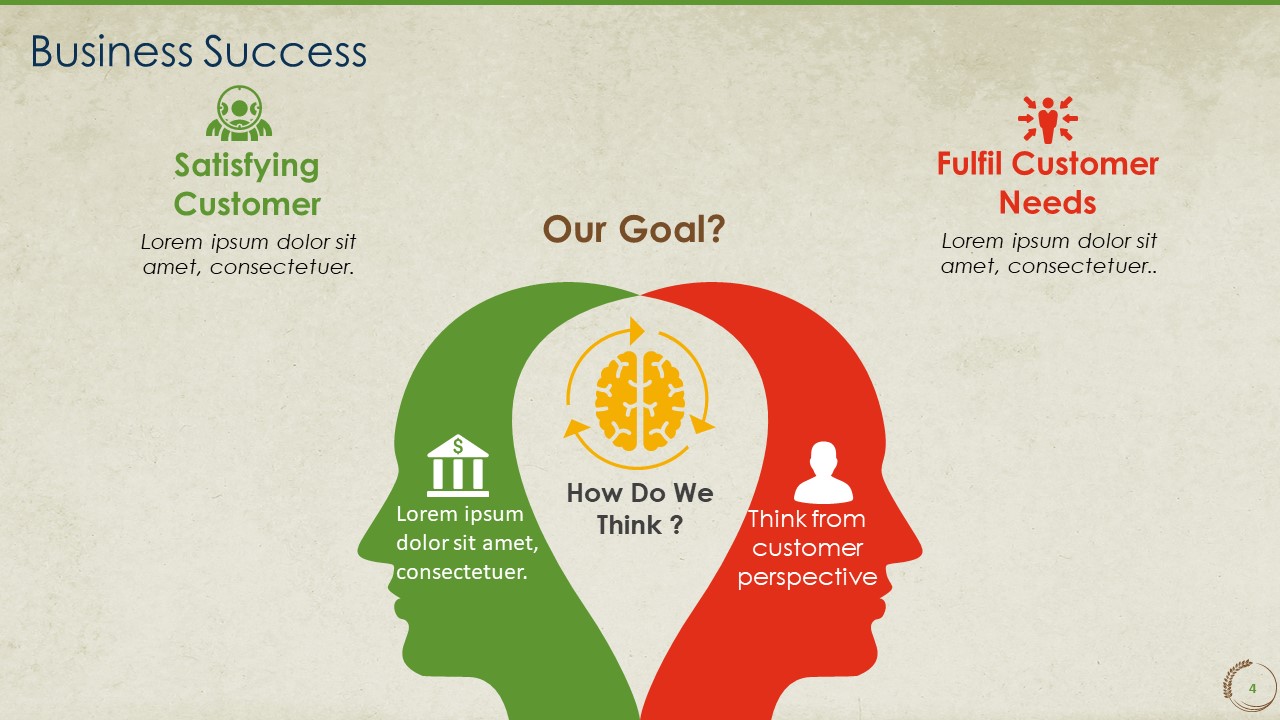 Business Success
Satisfying
Customer
Lorem ipsum dolor sit
amet, consectetuer.
Fulfil Customer
Needs
Lorem ipsum dolor sit
amet, consectetuer..
Our Goal?
$
Lorem ipsum
dolor sit amet,
consectetuer.
How Do We
Think ?
Think from
customer
perspective
4